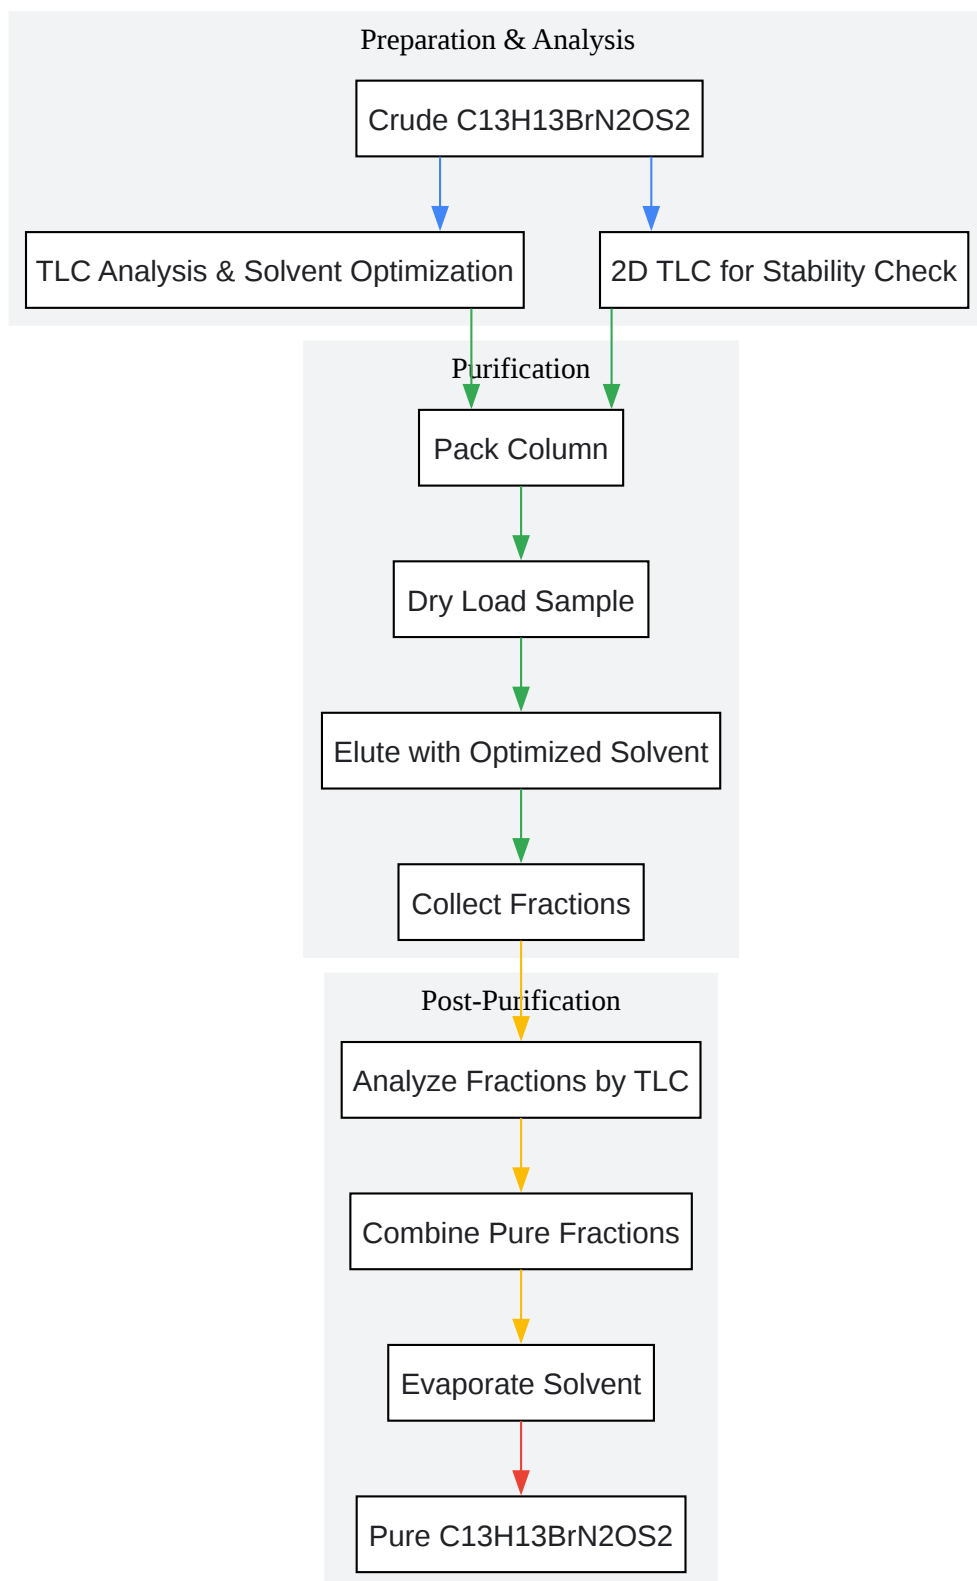 Preparation & Analysis
Crude C13H13BrN2OS2
TLC Analysis & Solvent Optimization
2D TLC for Stability Check
Purification
Pack Column
Dry Load Sample
Elute with Optimized Solvent
Collect Fractions
Post-Purification
Analyze Fractions by TLC
Combine Pure Fractions
Evaporate Solvent
Pure C13H13BrN2OS2